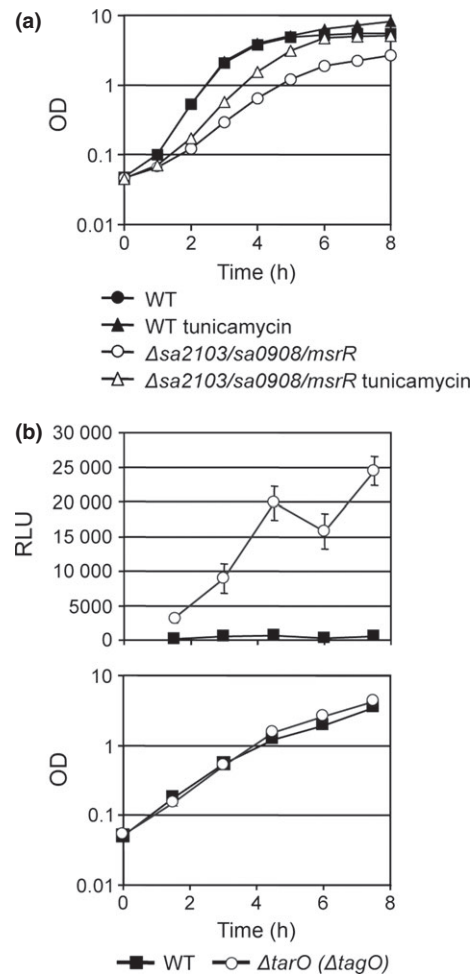 (a)
10
1
0.1
0.01
OD
0 2 4 6 8
Time (h)
WT
WT tunicamycin
Δsa2103/sa0908/msrR
Δsa2103/sa0908/msrR tunicamycin
(b)
30 000
25 000
20 000
15 000
10 000
5000
0
RLU
10
1
0.1
0.01
OD
0 2 4 6 8
Time (h)
WT ΔtarO (ΔtagO)